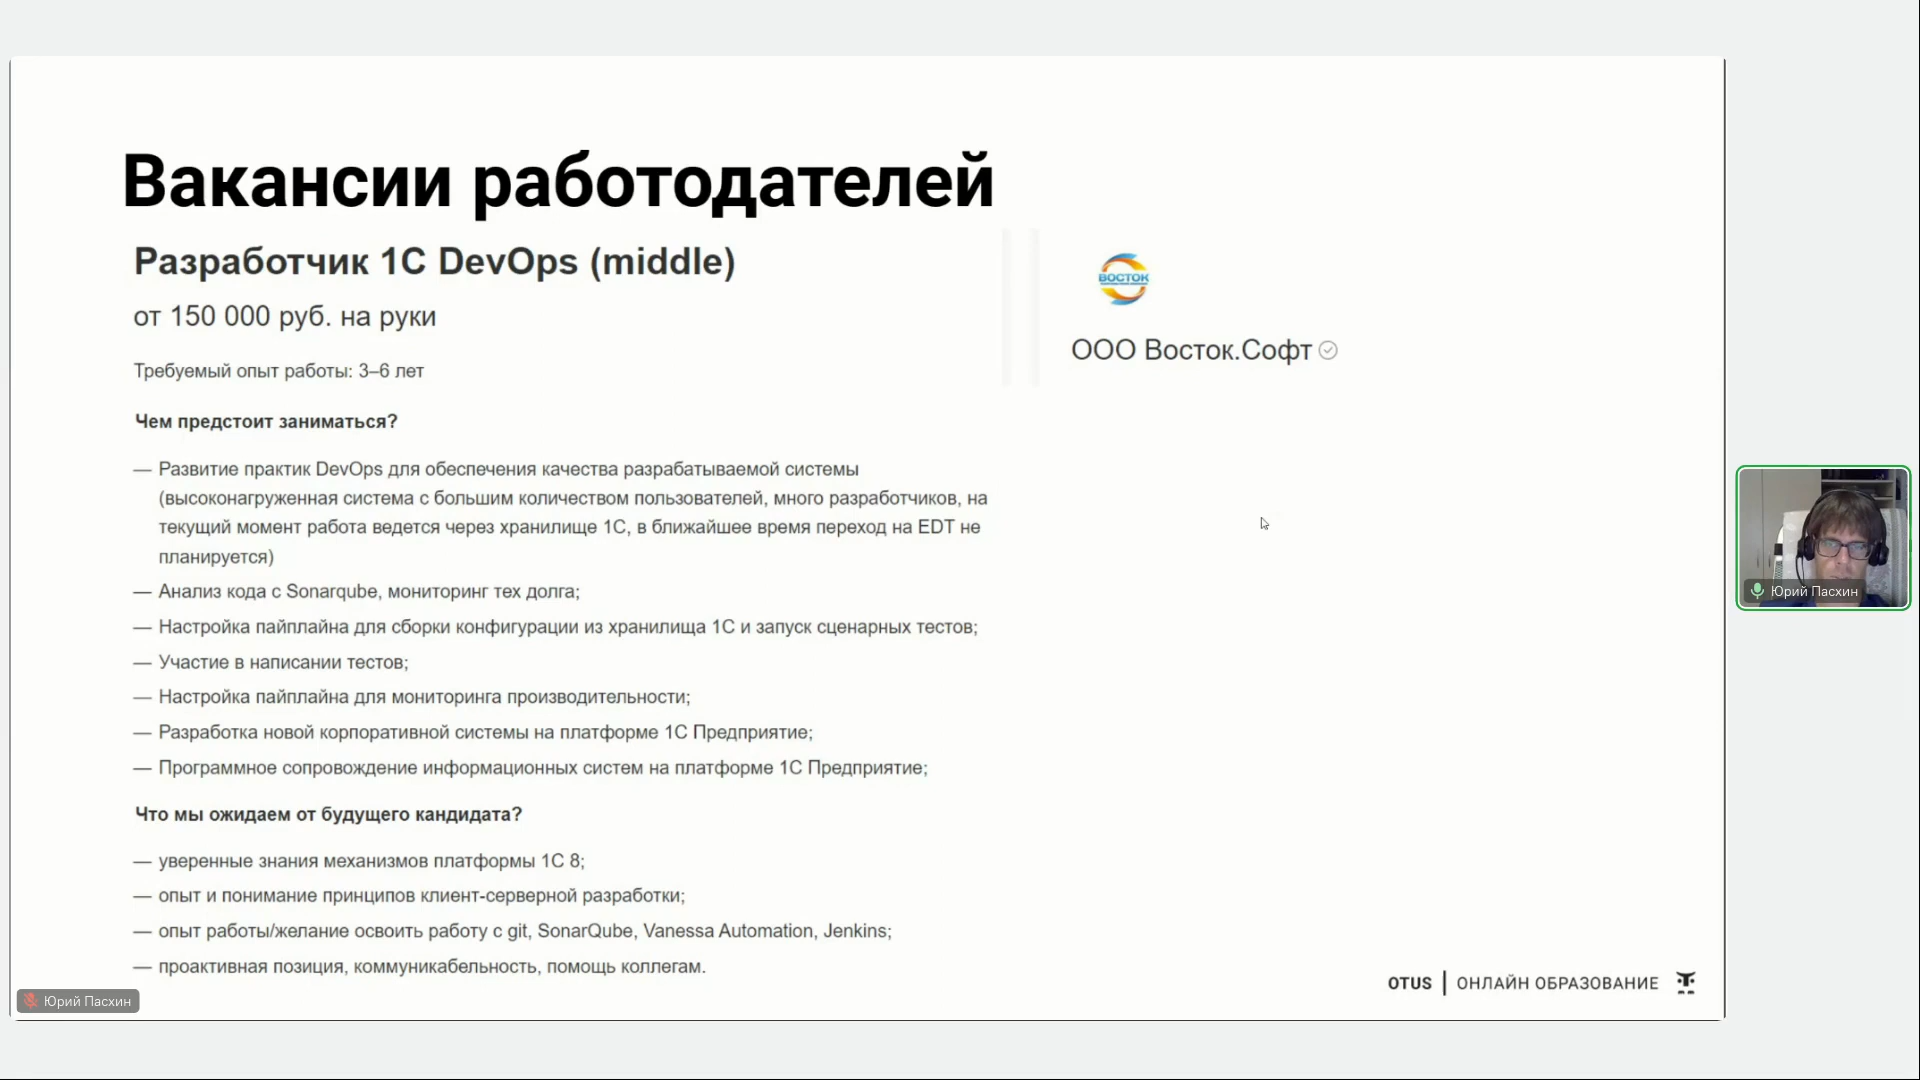 Вакансии работодателей
Разработчик 1С DevOps (middle)
от 150 000 руб. на руки
Требуемый опыт работы: 3–6 лет
ВОСТОК
ООО Восток.Софт
Чем предстоит заниматься?
— Развитие практик DevOps для обеспечения качества разрабатываемой системы
(высоконагруженная система с большим количеством пользователей, много разработчиков, на
текущий момент работа ведется через хранилище 1С, в ближайшее время переход на EDT не
планируется)
— Анализ кода с Sonarqube, мониторинг тех долга;
— Настройка пайплайна для сборки конфигурации из хранилища 1С и запуск сценарных тестов;
— Участие в написании тестов;
— Настройка пайплайна для мониторинга производительности;
— Разработка новой корпоративной системы на платформе 1С Предприятие;
— Программное сопровождение информационных систем на платформе 1С Предприятие;
Что мы ожидаем от будущего кандидата?
— уверенные знания механизмов платформы 1С 8;
— опыт и понимание принципов клиент-серверной разработки;
— опыт работы/желание освоить работу с git, SonarQube, Vanessa Automation, Jenkins;
— проактивная позиция, коммуникабельность, помощь коллегам.
OTUS | ОНЛАЙН ОБРАЗОВАНИЕ
Юрий Пасхин
Юрий Пасхин